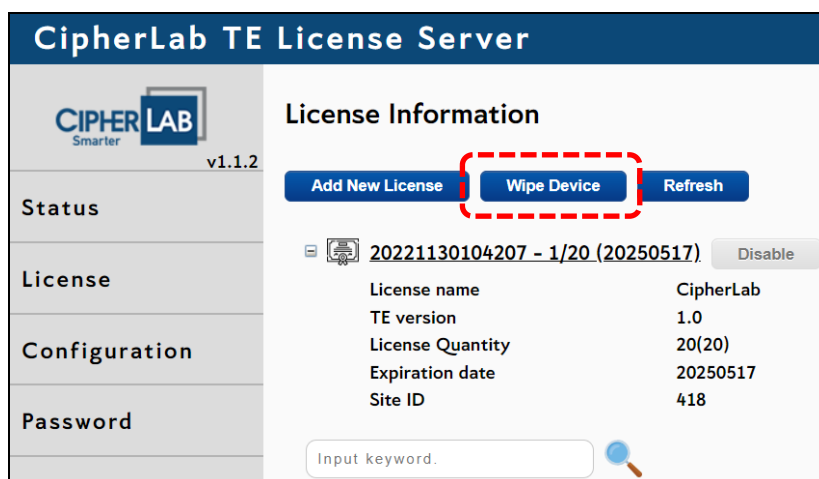 CipherLab TE License Server
CIPHERLAB
Smarter
v1.1.2
Status
License
Configuration
Password
License Information
Add New License Wipe Device Refresh
20221130104207 - 1/20 (20250517) Disable
License name CipherLab
TE version 1.0
License Quantity 20(20)
Expiration date 20250517
Site ID 418
Input keyword.